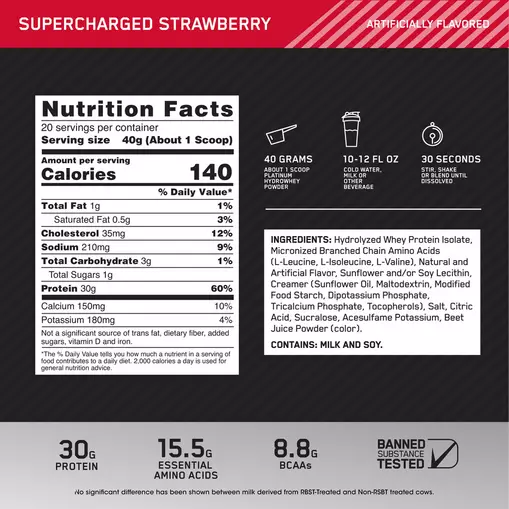 SUPERCHARGED STRAWBERRY
ARTIFICIALLY FLAVORED
Nutrition Facts
20 servings per container
Serving size 40g (About 1 Scoop)
Amount per serving
Calories 140
% Daily Value*
Total Fat 1g 1%
Saturated Fat 0.5g 3%
Cholesterol 35mg 12%
Sodium 210mg 9%
Total Carbohydrate 3g 1%
Total Sugars 1g
Protein 30g 60%
Calcium 150mg 10%
Potassium 180mg 4%
Not a significant source of trans fat, dietary fiber, added
sugars, vitamin D and iron.
*The % Daily Value tells you how much a nutrient in a serving of
food contributes to a daily diet. 2,000 calories a day is used for
general nutrition advice.
40 GRAMS
ABOUT 1 SCOOP
PLATINUM
HYDROWHEY
POWDER
10-12 FL OZ
COLD WATER,
MILK OR
OTHER
BEVERAGE
30 SECONDS
STIR, SHAKE
OR BLEND UNTIL
DISSOLVED
INGREDIENTS: Hydrolyzed Whey Protein Isolate,
Micronized Branched Chain Amino Acids
(L-Leucine, L-Isoleucine, L-Valine), Natural and
Artificial Flavor, Sunflower and/or Soy Lecithin,
Creamer (Sunflower Oil, Maltodextrin, Modified
Food Starch, Dipotassium Phosphate,
Tricalcium Phosphate, Tocopherols), Salt, Citric
Acid, Sucralose, Acesulfame Potassium, Beet
Juice Powder (color).
CONTAINS: MILK AND SOY.
30G
PROTEIN
15.5G
ESSENTIAL
AMINO ACIDS
8.8G
BCAAs
BANNED
SUBSTANCE
TESTED
No significant difference has been shown between milk derived from RBST-Treated and Non-RSBT treated cows.